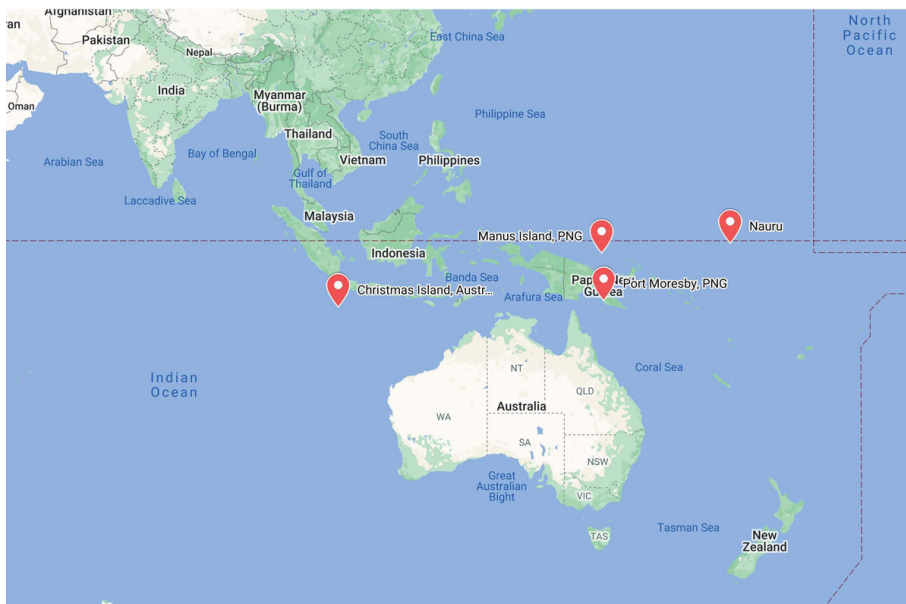 Afghanistan
ran
Pakistan
Nepal
Oman
India
Myanmar
(Burma)
Thailand
Vietnam
Philippines
Malaysia
Indonesia
East China Sea
North
Pacific
Ocean
Philippine Sea
South
China Sea
Arabian Sea
Bay of Bengal
Gulf of
Thailand
Laccadive Sea
Manus Island, PNG
Nauru
Banda Sea
Christmas Island, Austr...
Arafura Sea
Port Moresby, PNG
Indian
Ocean
Coral Sea
NT
QLD
WA
Australia
SA
NSW
Great
Australian
Bight
VIC
TAS
Tasman Sea
New
Zealand